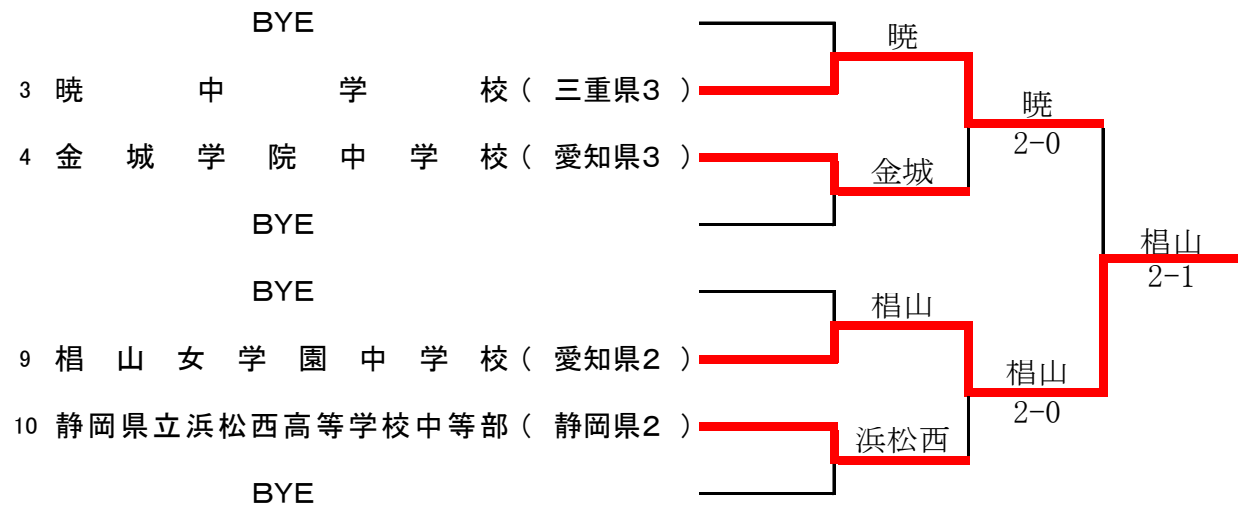 BYE
暁
3 暁中学校（三重県３）
暁
2-0
4 金城学院中学校（愛知県３）
金城
BYE
椙山
2-1
BYE
椙山
9 椙山女学園中学校（愛知県２）
椙山
2-0
10 静岡県立浜松西高等学校中等部（静岡県２）
浜松西
BYE